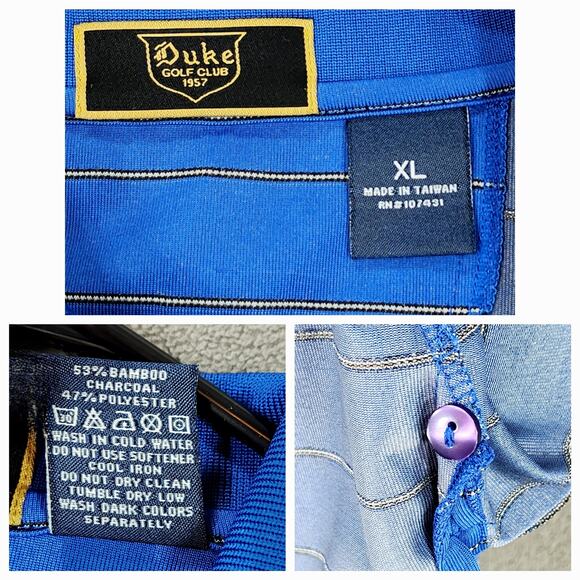 Duke
GOLF CLUB
1957
XL
MADE IN TAIWAN
RN#107431
53% BAMBOO
CHARCOAL
47% POLYESTER
30
WASH IN COLD WATER
DO NOT USE SOFTENER
COOL IRON
DO NOT DRY CLEAN
TUMBLE DRY LOW
WASH DARK COLORS
SEPARATELY